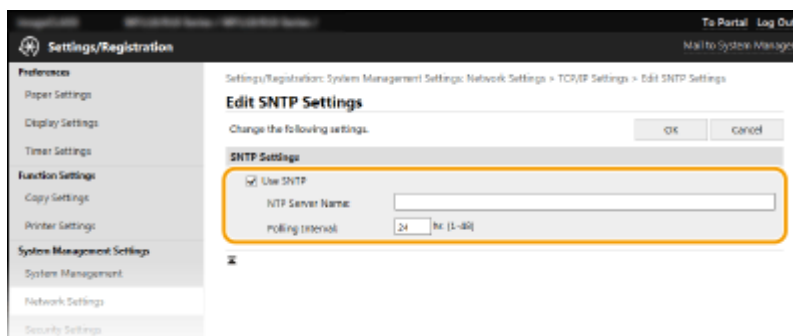 To Portal Log Out
Settings/Registration
Mail to System Manager
Preferences
Paper Settings
Display Settings
Timer Settings
Function Settings
Copy Settings
Printer Settings
System Management Settings
System Management
Network Settings
Security Settings
Settings/Registration: System Management Settings: Network Settings > TCP/IP Settings > Edit SNTP Settings
Edit SNTP Settings
Change the following settings.
OK
Cancel
SNTP Settings
Use SNTP
NTP Server Name:
Polling Interval:
24 hr. (1-48)